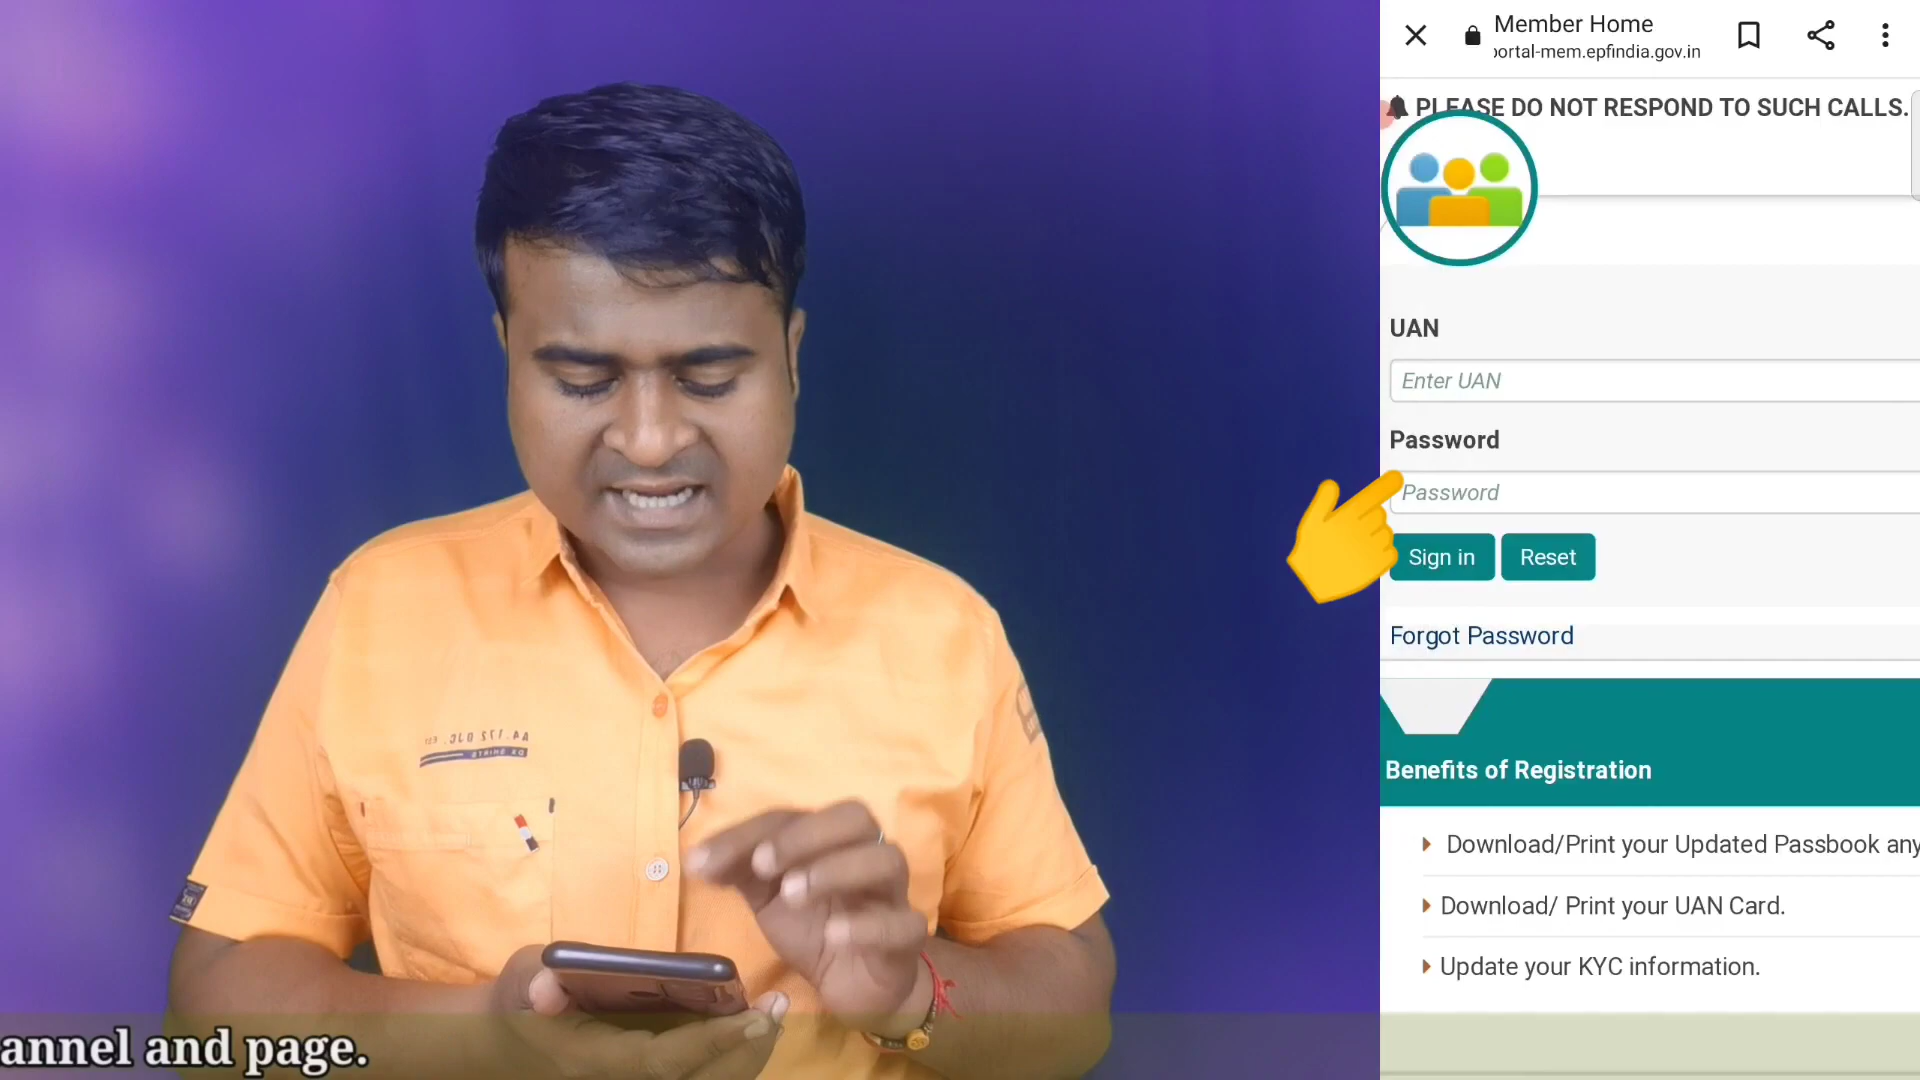 Member Home
portal-mem.epfindia.gov.in
PLEASE DO NOT RESPOND TO SUCH CALLS.
UAN
Enter UAN
Password
Password
Sign in Reset
Forgot Password
Benefits of Registration
Download/Print your Updated Passbook any
Download/ Print your UAN Card.
Update your KYC information.
annel and page.